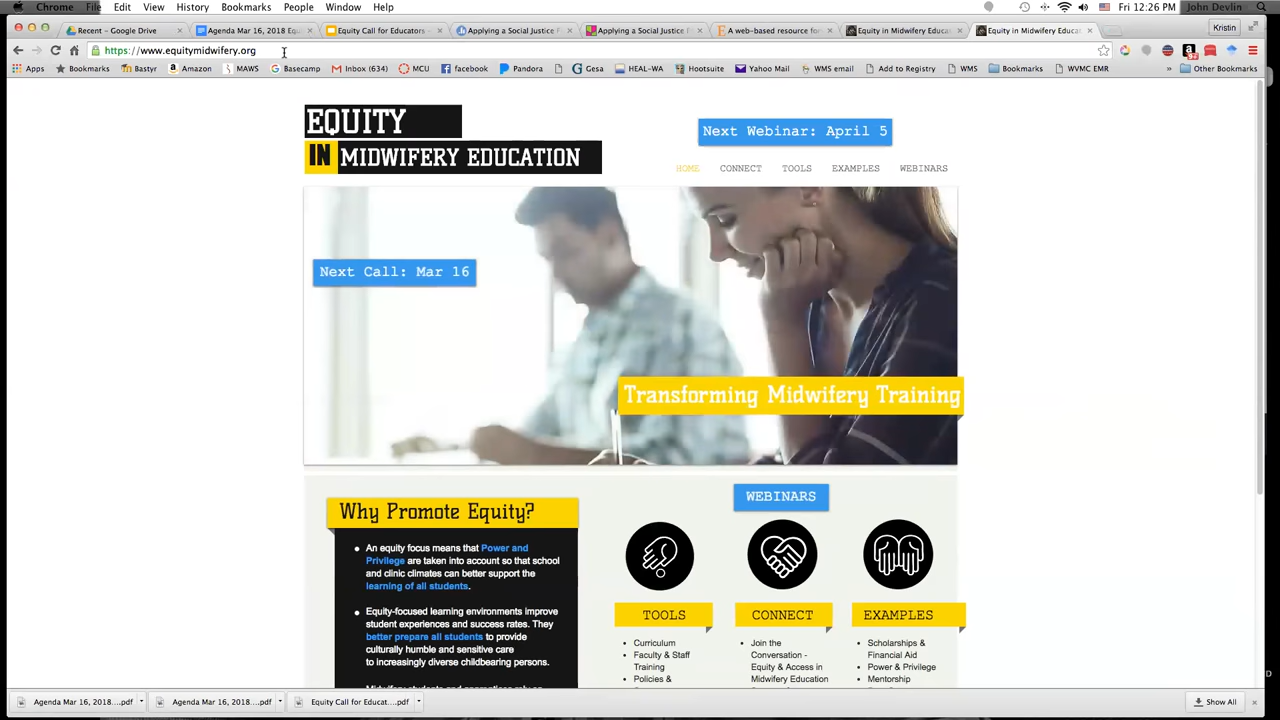 Chrome File Edit View History Bookmarks People Window Help Fri 12:26 PM John Devlin
Recent - Google Drive Agenda Mar 16, 2018 Equ Equity Call for Educators - Applying a Social Justice F Applying a Social Justice F A web-based resource for Equity in Midwifery Educat Equity in Midwifery Educat Kristin
https://www.equitymidwifery.org
Apps Bookmarks Bastyr Amazon MAWS Basecamp Inbox (634) MCU facebook Pandora Gesa HEAL-WA Hootsuite Yahoo Mail WMS email Add to Registry WMS Bookmarks WVMC EMR » Other Bookmarks
EQUITY
IN MIDWIFERY EDUCATION
Next Webinar: April 5
HOME CONNECT TOOLS EXAMPLES WEBINARS
Next Call: Mar 16
Transforming Midwifery Training
Why Promote Equity?
An equity focus means that Power and
Privilege are taken into account so that school
and clinic climates can better support the
learning of all students.
Equity-focused learning environments improve
student experiences and success rates. They
better prepare all students to provide
culturally humble and sensitive care
to increasingly diverse childbearing persons.
WEBINARS
TOOLS
Curriculum
Faculty & Staff
Training
Policies &
CONNECT
Join the
Conversation -
Equity & Access in
Midwifery Education
EXAMPLES
Scholarships &
Financial Aid
Power & Privilege
Mentorship
Agenda Mar 16, 2018....pdf Agenda Mar 16, 2018....pdf Equity Call for Educat....pdf Show All